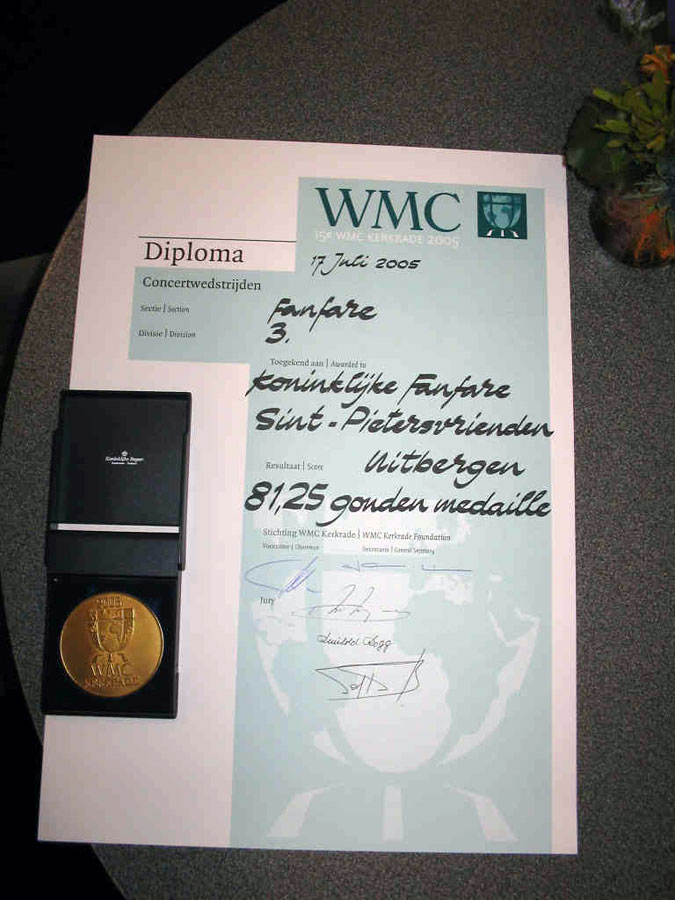 WMC
15e WMC KERKRADE 2005
Diploma
17 Juli 2005
Concertwedstrijden
Sectie | Section
Fanfare
Divisie | Division
3.
Toegekend aan | Awarded to
Koninklijke Fanfare
Sint - Pietersvrienden
Uitbergen
Resultaat | Score
81,25 gouden medaille
Stichting WMC Kerkrade | WMC Kerkrade Foundation
Voorzitter | Chairman
Secretaris | General Secretary
Jury
2005
WMC
KERKRADE